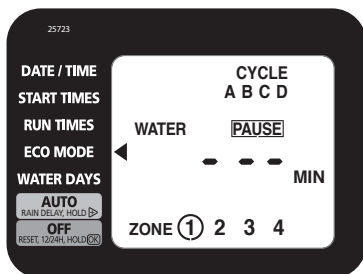 25723
DATE / TIME
START TIMES
RUN TIMES
ECO MODE
WATER DAYS
AUTO
RAIN DELAY, HOLD
OFF
RESET, 12/24H, HOLD OK
CYCLE
A B C D
WATER PAUSE
- - -
MIN
ZONE 1 2 3 4